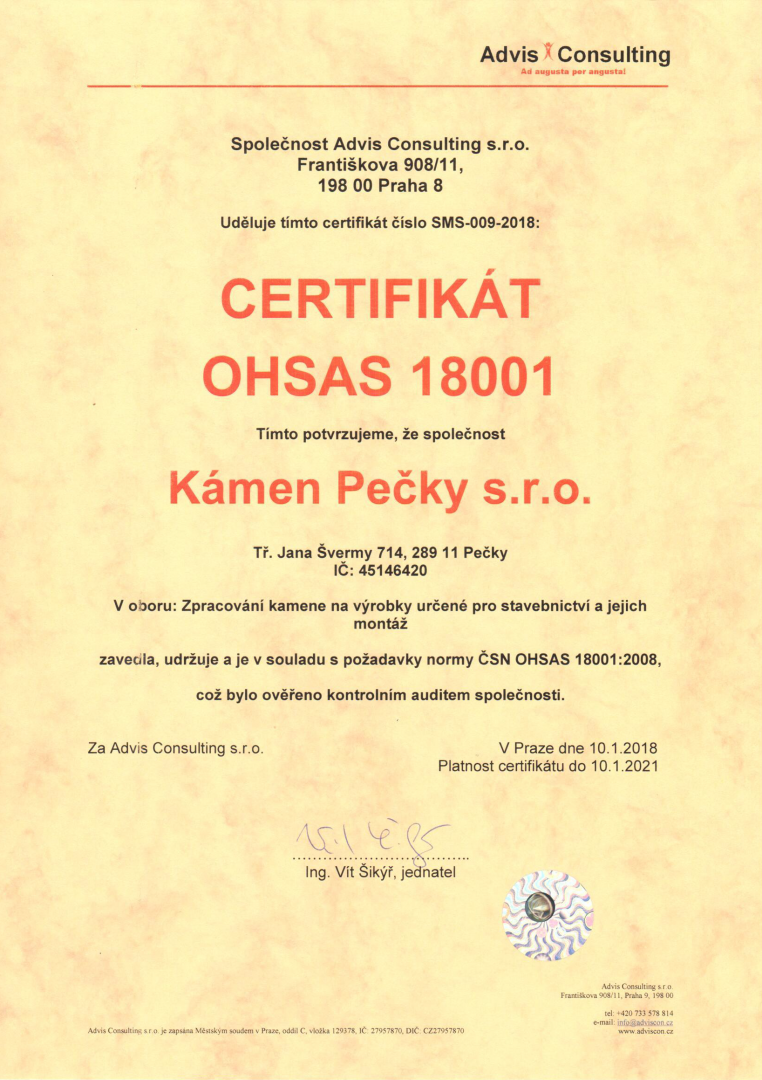 Advis Consulting
Ad augusta per angusta!
Společnost Advis Consulting s.r.o.
Františkova 908/11,
198 00 Praha 8
Uděluje tímto certifikát číslo SMS-009-2018:
CERTIFIKÁT
OHSAS 18001
Tímto potvrzujeme, že společnost
Kámen Pečky s.r.o.
Tř. Jana Švermy 714, 289 11 Pečky
IČ: 45146420
V oboru: Zpracování kamene na výrobky určené pro stavebnictví a jejich
montáž
zavedla, udržuje a je v souladu s požadavky normy ČSN OHSAS 18001:2008,
což bylo ověřeno kontrolním auditem společnosti.
Za Advis Consulting s.r.o.
V Praze dne 10.1.2018
Platnost certifikátu do 10.1.2021
Ing. Vít Šikýř, jednatel
Advis Consulting s.r.o.
Františkova 908/11, Praha 9, 198 00
tel: +420 733 578 814
e-mail: info@adviscon.cz
www.adviscon.cz
Advis Consulting s.r.o. je zapsána Městským soudem v Praze, oddíl C, vložka 129378, IČ: 27957870, DIČ: CZ27957870